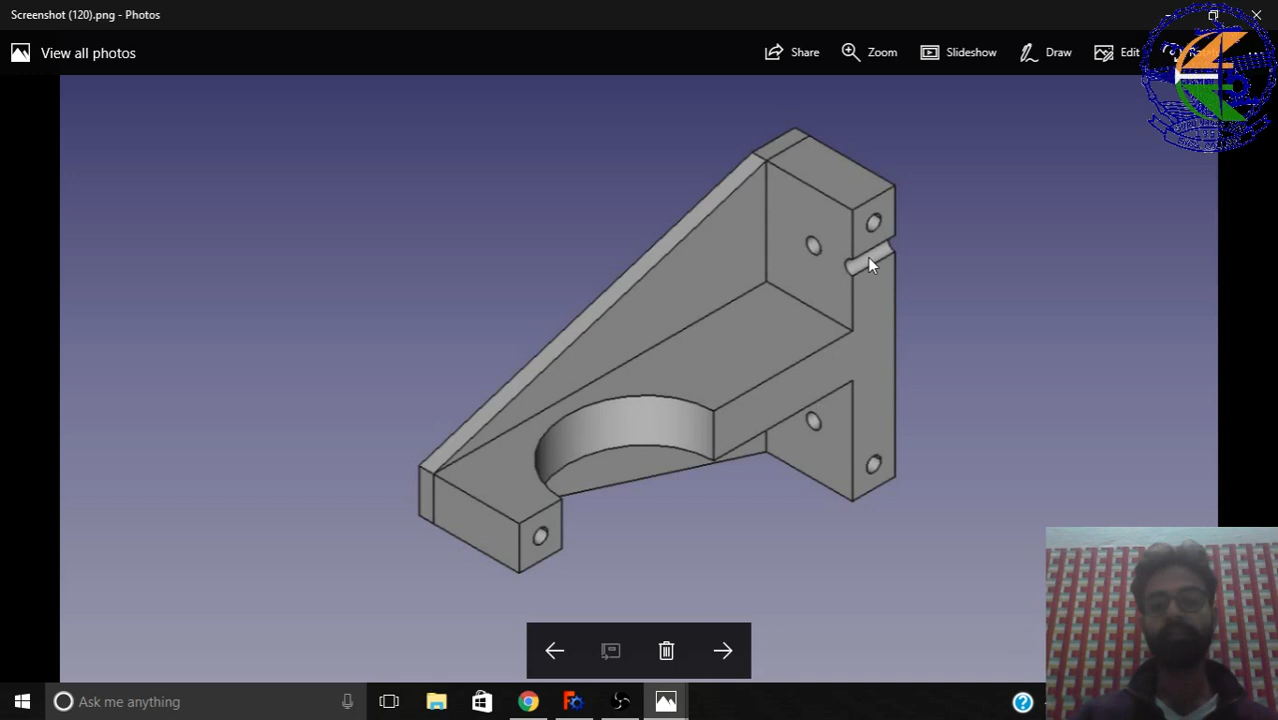 Screenshot (120).png - Photos
View all photos
Share
Zoom
Slideshow
Draw
Edit
Ask me anything